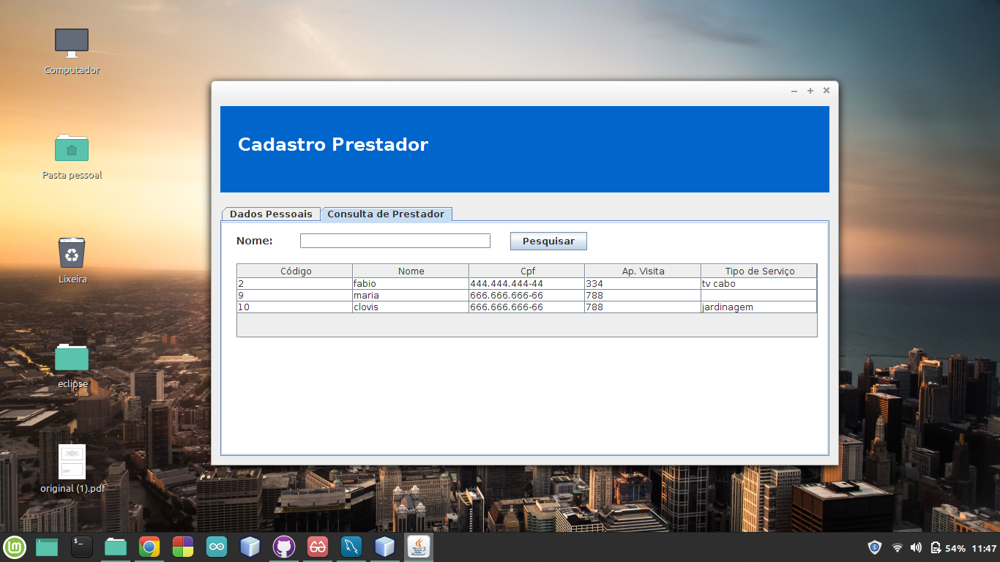 Computador
Pasta pessoal
Lixeira
eclipse
original (1).pdf
Cadastro Prestador
Dados Pessoais Consulta de Prestador
Nome: Pesquisar
Código Nome Cpf Ap. Visita Tipo de Serviço
2 fabio 444.444.444-44 334 tv cabo
9 maria 666.666.666-66 788
10 clovis 666.666.666-66 788 jardinagem
54% 11:47